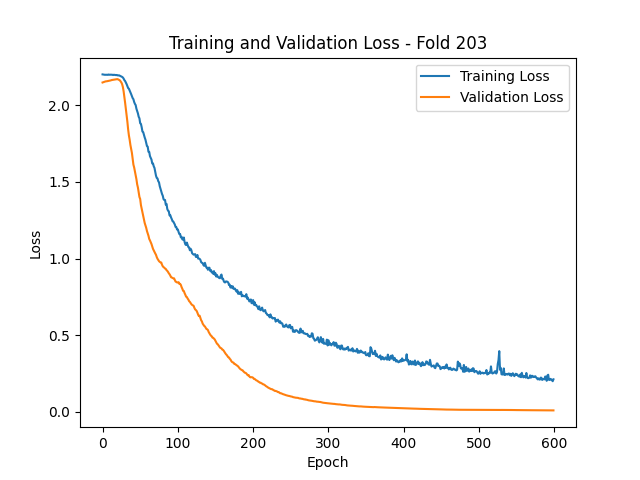 Training and Validation Loss - Fold 203
Training Loss
Validation Loss
Loss
2.0
1.5
1.0
0.5
0.0
0 100 200 300 400 500 600
Epoch